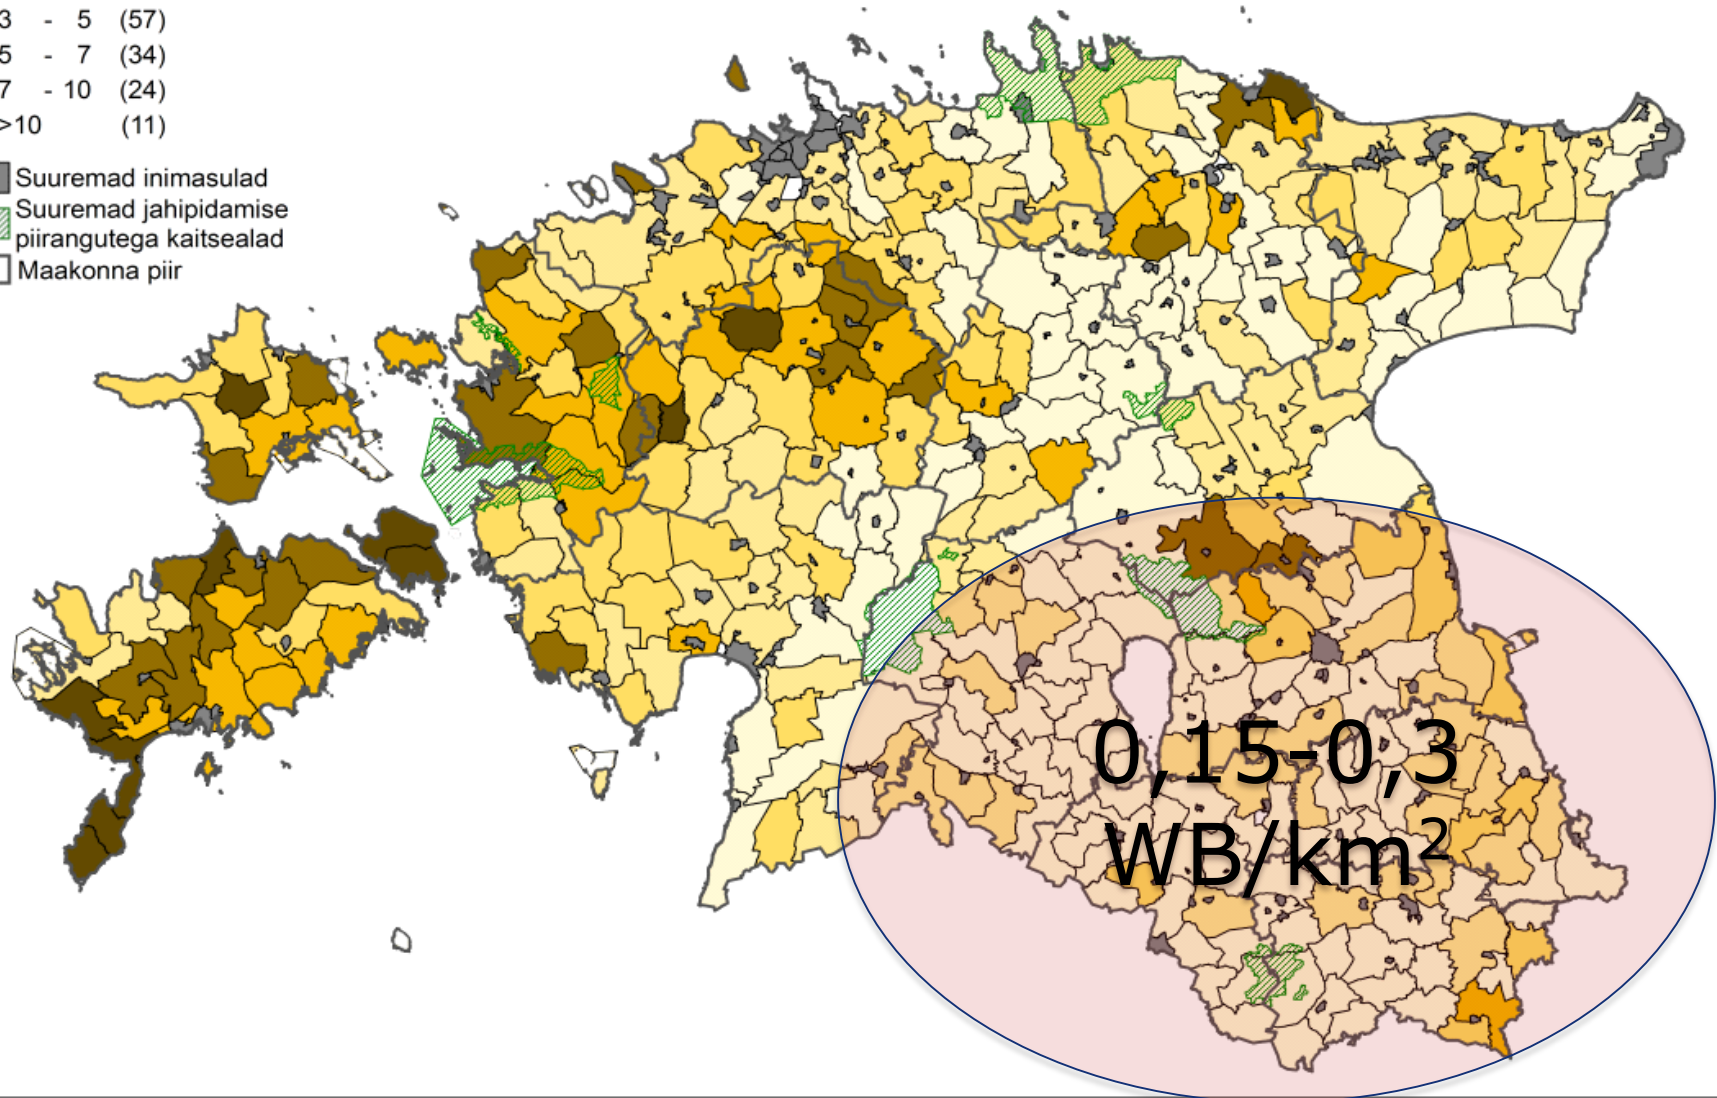 3 - 5 (57)
5 - 7 (34)
7 - 10 (24)
>10 (11)
Suuremad inimasulad
Suuremad jahipidamise
piirangutega kaitsealad
Maakonna piir
0,15-0,3
WB/km²